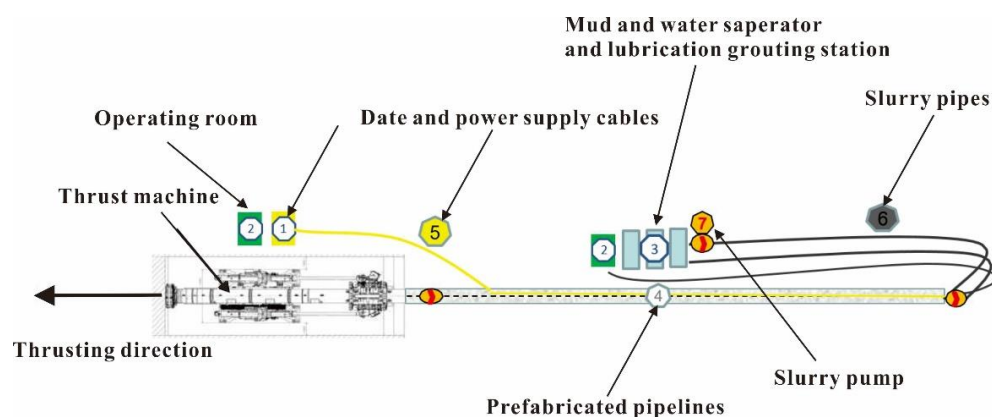 Mud and water saperator
and lubrication grouting station
Slurry pipes
Operating room
Date and power supply cables
Thrust machine
2
1
5
2
3
7
6
4
Thrusting direction
Slurry pump
Prefabricated pipelines